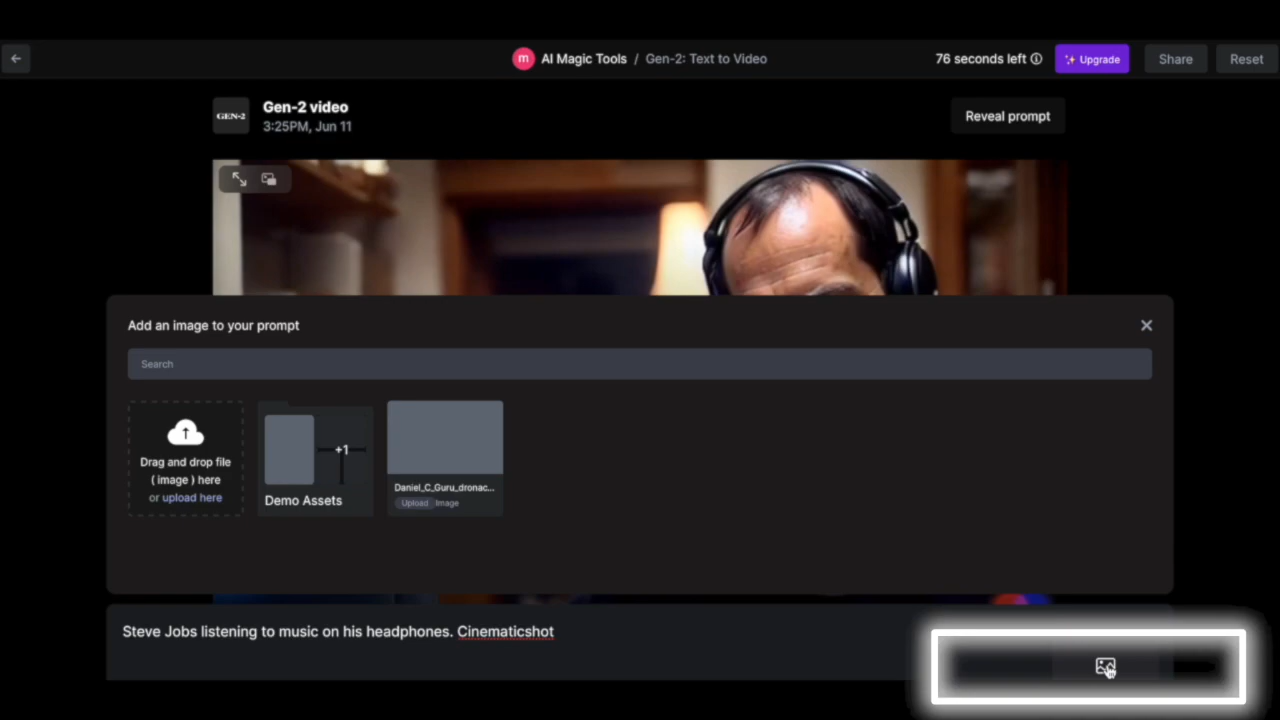 m AI Magic Tools / Gen-2: Text to Video
76 seconds left
Upgrade
Share
Reset
GEN-2
Gen-2 video
3:25PM, Jun 11
Reveal prompt
Add an image to your prompt
Search
Drag and drop file
( image ) here
or upload here
+1
Demo Assets
Daniel_C_Guru_dronac...
Upload Image
Steve Jobs listening to music on his headphones. Cinematicshot